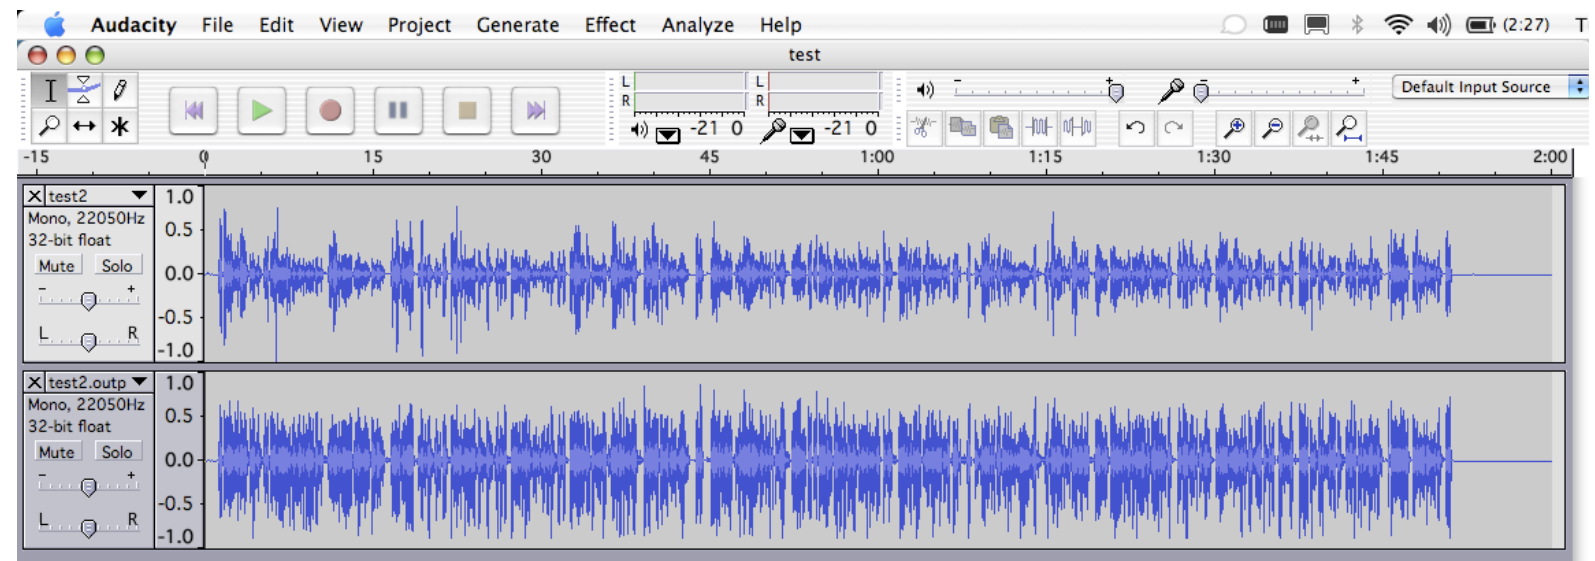 Audacity File Edit View Project Generate Effect Analyze Help (2:27) T
test
L L
R R
- + - + Default Input Source
-21 0 -21 0
-15 0 15 30 45 1:00 1:15 1:30 1:45 2:00
X test2 1.0
Mono, 22050Hz
32-bit float 0.5
Mute Solo 0.0
- +
-0.5
L R
-1.0
X test2.outp 1.0
Mono, 22050Hz
32-bit float 0.5
Mute Solo 0.0
- +
-0.5
L R
-1.0